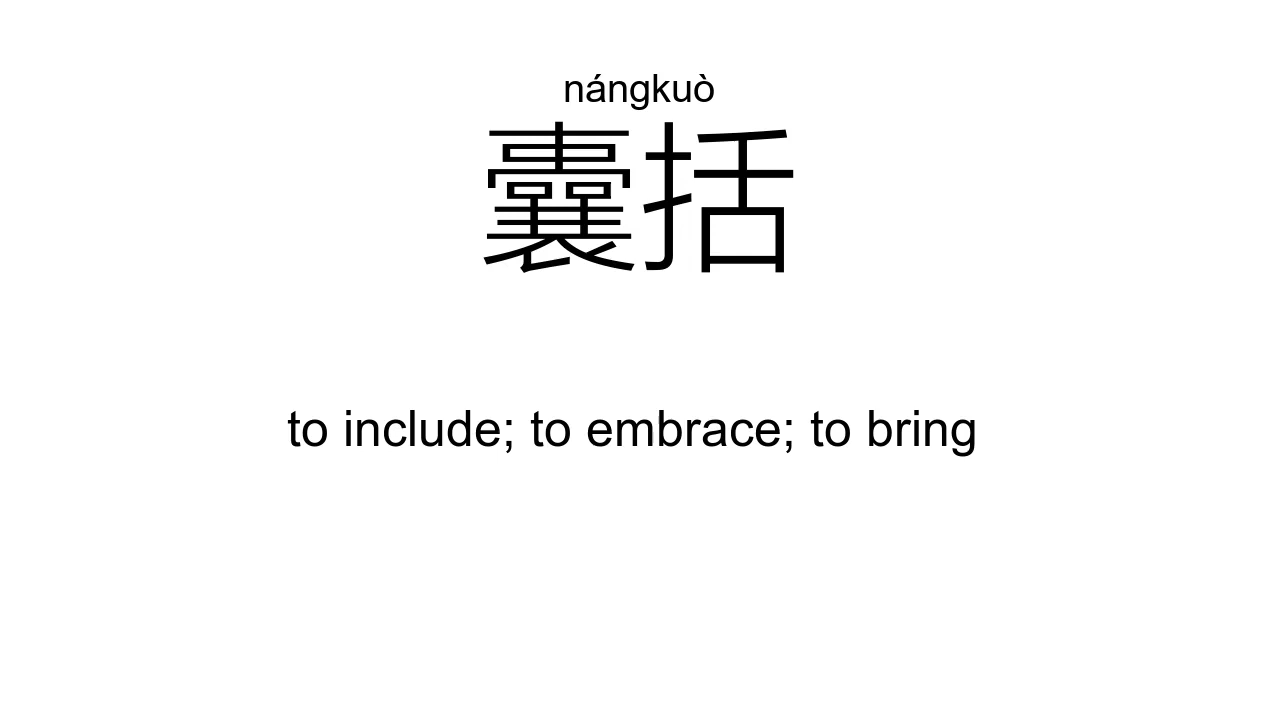 nángkuò
囊括
to include; to embrace; to bring